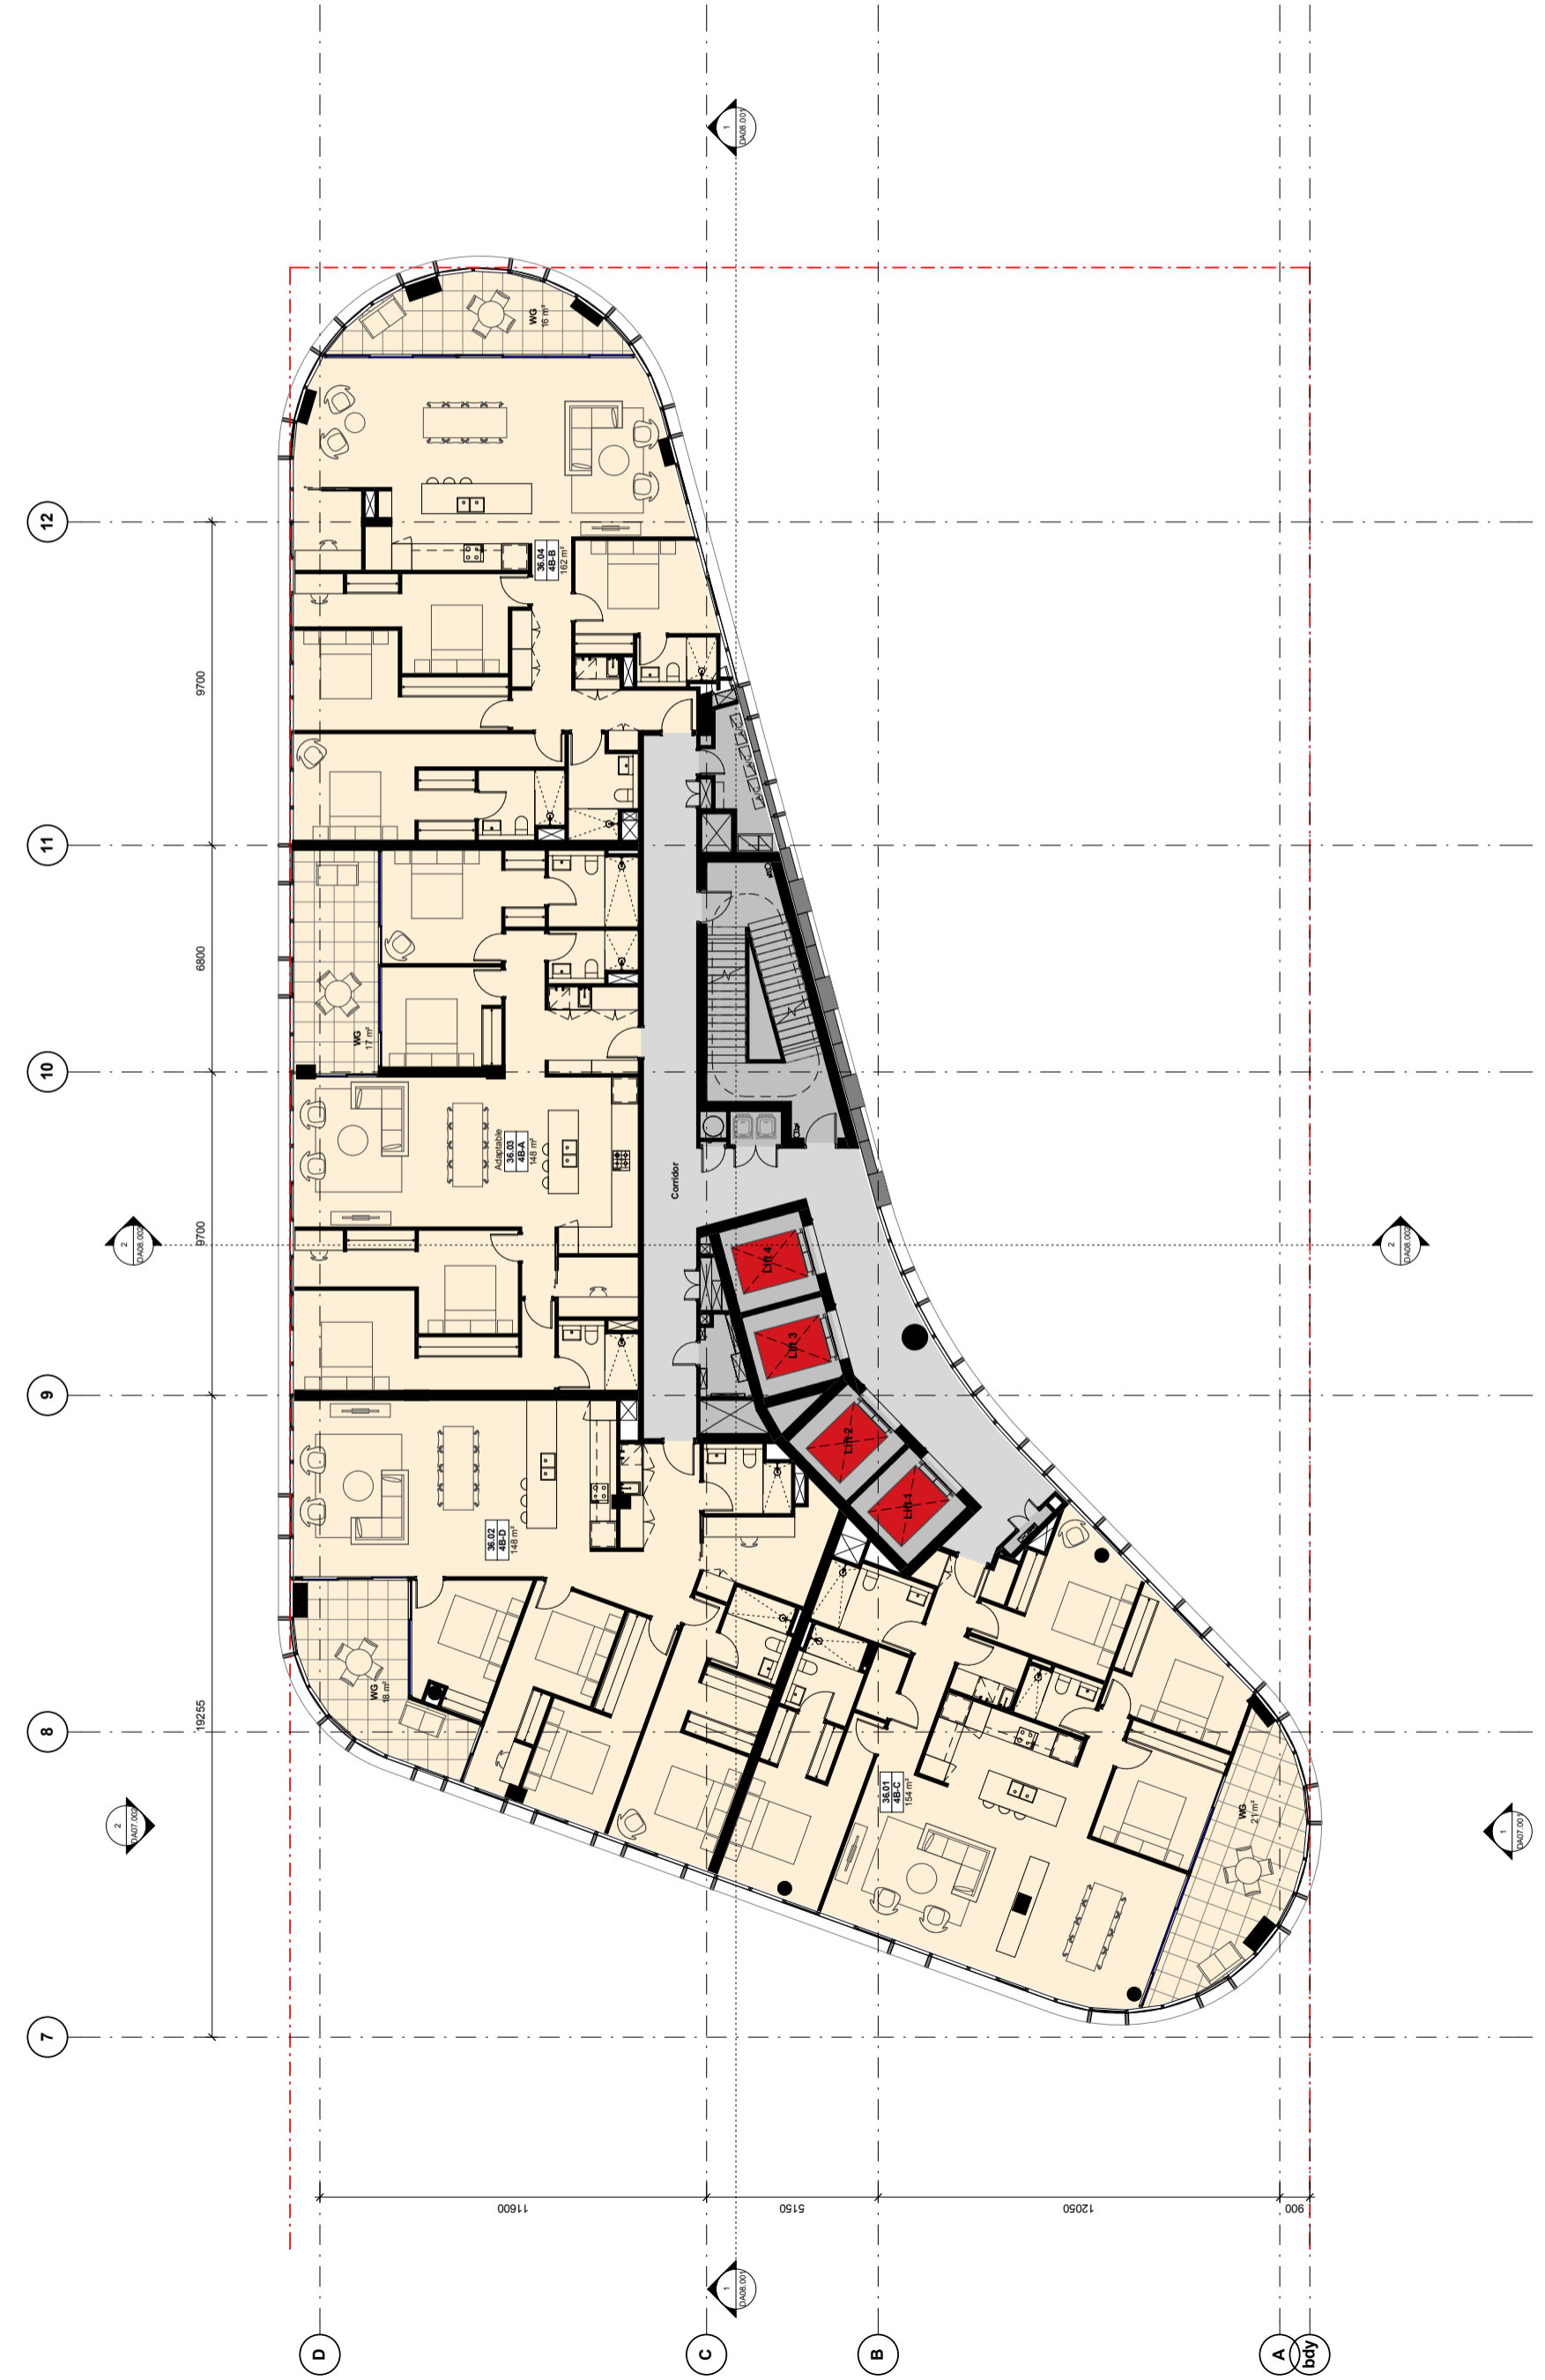 1
DA08.001
WG
16 m²
12
36.04
4B-B
162 m²
9700
11
6800
WG
17 m²
10
Adaptable
36.03
4B-A
148 m²
Corridor
2
DA08.002
9700
Lift 4
2
DA08.002
Lift 3
9
Lift 2
Lift 1
36.02
4B-D
148 m²
WG
18 m²
19255
8
36.01
4B-C
154 m²
WG
21 m²
2
DA07.002
1
DA07.001
7
11600
5150
12050
900
1
DA08.001
D
C
B
A
bdy